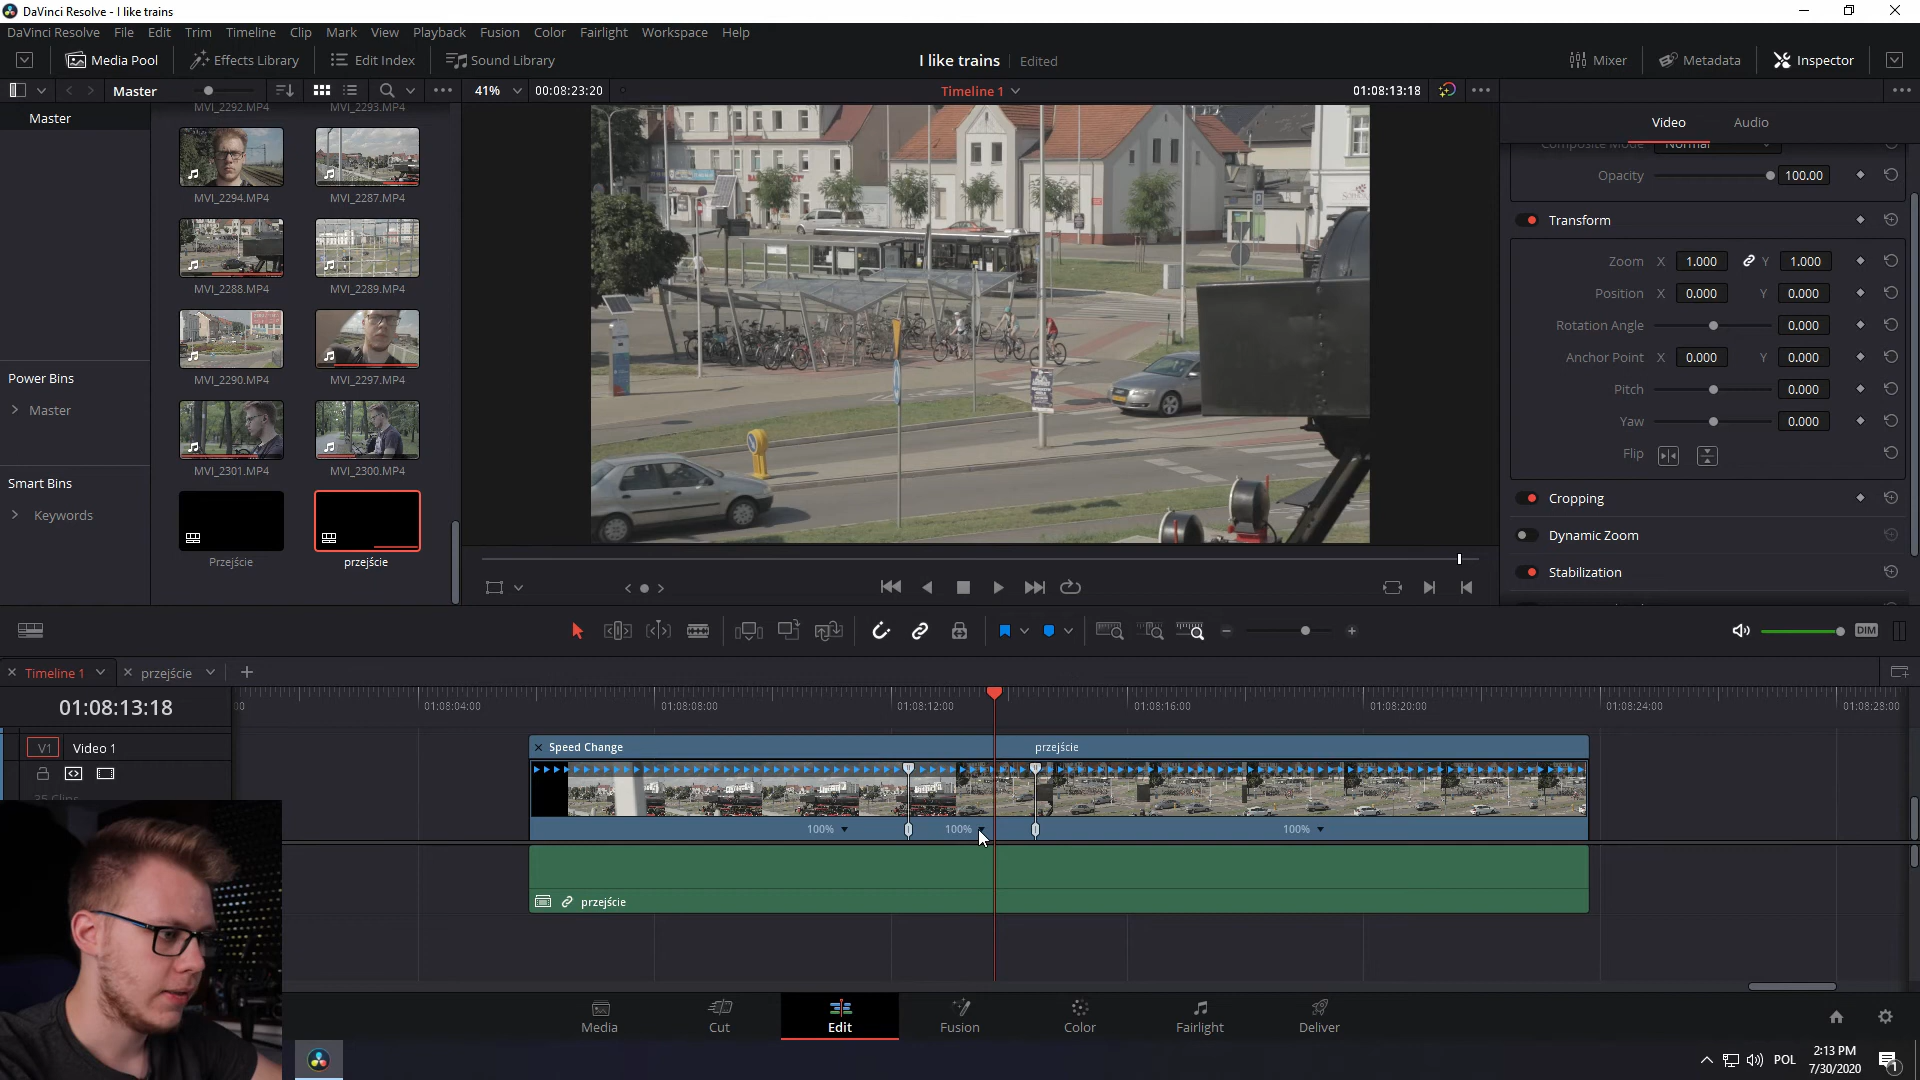 DaVinci Resolve - I like trains
DaVinci Resolve File Edit Trim Timeline Clip Mark View Playback Fusion Color Fairlight Workspace Help
Media Pool Effects Library Edit Index Sound Library I like trains Edited Mixer Metadata Inspector
Master 41% 00:08:23:20 Timeline 1 01:08:13:18
MVI_2292.MP4 MVI_2293.MP4
Master
Video Audio
Composite Mode Normal
Opacity 100.00
MVI_2294.MP4 MVI_2287.MP4
Transform
Zoom X 1.000 Y 1.000
MVI_2288.MP4 MVI_2289.MP4
Position X 0.000 Y 0.000
Rotation Angle 0.000
Anchor Point X 0.000 Y 0.000
MVI_2290.MP4 MVI_2297.MP4
Power Bins
Pitch 0.000
Master
Yaw 0.000
Flip
MVI_2301.MP4 MVI_2300.MP4
Smart Bins
Cropping
Keywords
Dynamic Zoom
Przejście przejście
Stabilization
DIM
Timeline 1 przejście
01:08:13:18
00 01:08:04:00 01:08:08:00 01:08:12:00 01:08:16:00 01:08:20:00 01:08:24:00 01:08:28:00
V1 Video 1
Speed Change przejście
35 Clips
100% 100% 100%
przejście
Media Cut Edit Fusion Color Fairlight Deliver
POL 2:13 PM
7/30/2020
1